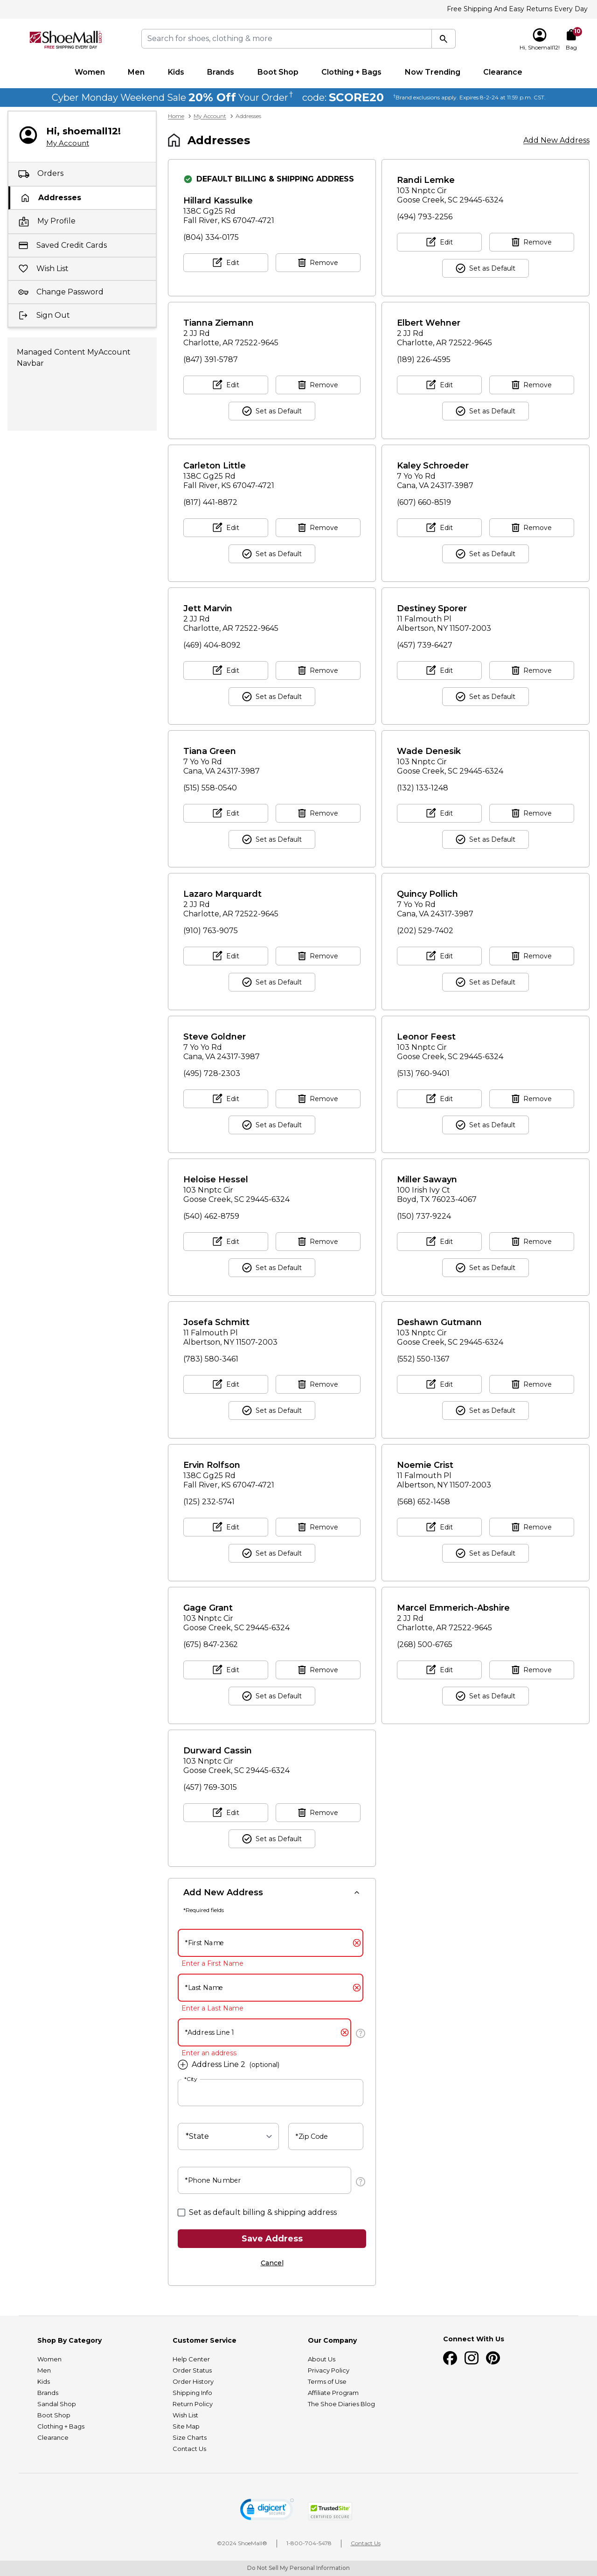 Free Shipping And Easy Returns Every Day
ShoeMall
FREE SHIPPING EVERY DAY
Search for shoes, clothing & more
Hi, Shoemall12!
10
Bag
Women
Men
Kids
Brands
Boot Shop
Clothing + Bags
Now Trending
Clearance
Cyber Monday Weekend Sale 20% Off Your Order† code: SCORE20 †Brand exclusions apply. Expires 8-2-24 at 11:59 p.m. CST.
Hi, shoemall12!
My Account
Orders
Addresses
My Profile
Saved Credit Cards
Wish List
Change Password
Sign Out
Managed Content MyAccount
Navbar
Home > My Account > Addresses
Addresses
Add New Address
DEFAULT BILLING & SHIPPING ADDRESS
Hillard Kassulke
138C Gg25 Rd
Fall River, KS 67047-4721
(804) 334-0175
Edit
Remove
Randi Lemke
103 Nnptc Cir
Goose Creek, SC 29445-6324
(494) 793-2256
Edit
Remove
Set as Default
Tianna Ziemann
2 JJ Rd
Charlotte, AR 72522-9645
(847) 391-5787
Edit
Remove
Set as Default
Elbert Wehner
2 JJ Rd
Charlotte, AR 72522-9645
(189) 226-4595
Edit
Remove
Set as Default
Carleton Little
138C Gg25 Rd
Fall River, KS 67047-4721
(817) 441-8872
Edit
Remove
Set as Default
Kaley Schroeder
7 Yo Yo Rd
Cana, VA 24317-3987
(607) 660-8519
Edit
Remove
Set as Default
Jett Marvin
2 JJ Rd
Charlotte, AR 72522-9645
(469) 404-8092
Edit
Remove
Set as Default
Destiney Sporer
11 Falmouth Pl
Albertson, NY 11507-2003
(457) 739-6427
Edit
Remove
Set as Default
Tiana Green
7 Yo Yo Rd
Cana, VA 24317-3987
(515) 558-0540
Edit
Remove
Set as Default
Wade Denesik
103 Nnptc Cir
Goose Creek, SC 29445-6324
(132) 133-1248
Edit
Remove
Set as Default
Lazaro Marquardt
2 JJ Rd
Charlotte, AR 72522-9645
(910) 763-9075
Edit
Remove
Set as Default
Quincy Pollich
7 Yo Yo Rd
Cana, VA 24317-3987
(202) 529-7402
Edit
Remove
Set as Default
Steve Goldner
7 Yo Yo Rd
Cana, VA 24317-3987
(495) 728-2303
Edit
Remove
Set as Default
Leonor Feest
103 Nnptc Cir
Goose Creek, SC 29445-6324
(513) 760-9401
Edit
Remove
Set as Default
Heloise Hessel
103 Nnptc Cir
Goose Creek, SC 29445-6324
(540) 462-8759
Edit
Remove
Set as Default
Miller Sawayn
100 Irish Ivy Ct
Boyd, TX 76023-4067
(150) 737-9224
Edit
Remove
Set as Default
Josefa Schmitt
11 Falmouth Pl
Albertson, NY 11507-2003
(783) 580-3461
Edit
Remove
Set as Default
Deshawn Gutmann
103 Nnptc Cir
Goose Creek, SC 29445-6324
(552) 550-1367
Edit
Remove
Set as Default
Ervin Rolfson
138C Gg25 Rd
Fall River, KS 67047-4721
(125) 232-5741
Edit
Remove
Set as Default
Noemie Crist
11 Falmouth Pl
Albertson, NY 11507-2003
(568) 652-1458
Edit
Remove
Set as Default
Gage Grant
103 Nnptc Cir
Goose Creek, SC 29445-6324
(675) 847-2362
Edit
Remove
Set as Default
Marcel Emmerich-Abshire
2 JJ Rd
Charlotte, AR 72522-9645
(268) 500-6765
Edit
Remove
Set as Default
Durward Cassin
103 Nnptc Cir
Goose Creek, SC 29445-6324
(457) 769-3015
Edit
Remove
Set as Default
Add New Address
*Required fields
*First Name
Enter a First Name
*Last Name
Enter a Last Name
*Address Line 1
Enter an address
Address Line 2 (optional)
*City
*State
*Zip Code
*Phone Number
Set as default billing & shipping address
Save Address
Cancel
Shop By Category
Women
Men
Kids
Brands
Sandal Shop
Boot Shop
Clothing + Bags
Clearance
Customer Service
Help Center
Order Status
Order History
Shipping Info
Return Policy
Wish List
Site Map
Size Charts
Contact Us
Our Company
About Us
Privacy Policy
Terms of Use
Affiliate Program
The Shoe Diaries Blog
Connect With Us
digicert
TrustedSite
CERTIFIED SECURE
©2024 ShoeMall®
1-800-704-5478
Contact Us
Do Not Sell My Personal Information